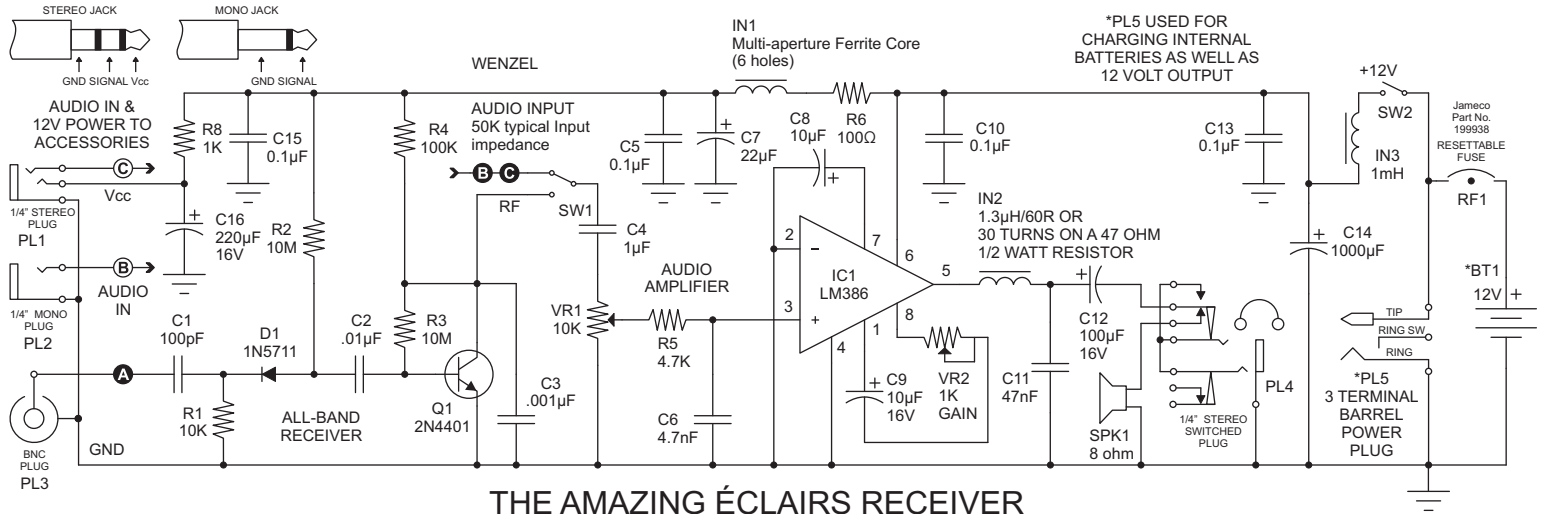 STEREO JACK
GND SIGNAL Vcc
MONO JACK
GND SIGNAL
AUDIO IN &
12V POWER TO
ACCESSORIES
C
Vcc
1/4" STEREO
PLUG
PL1
B
AUDIO
IN
1/4" MONO
PLUG
PL2
A
BNC
PLUG
PL3
GND
R8
1K
C15
0.1µF
+
C16
220µF
16V
R2
10M
C1
100pF
R1
10K
D1
1N5711
ALL-BAND
RECEIVER
C2
.01µF
WENZEL
R4
100K
R3
10M
Q1
2N4401
C3
.001µF
AUDIO INPUT
50K typical Input
impedance
B C
RF
SW1
C4
1µF
VR1
10K
AUDIO
AMPLIFIER
R5
4.7K
C6
4.7nF
C5
0.1µF
+
C7
22µF
IN1
Multi-aperture Ferrite Core
(6 holes)
C8
10µF
+
R6
100Ω
2
–
7
6
IC1
LM386
5
3
+
4
1
8
+
C9
10µF
16V
VR2
1K
GAIN
C10
0.1µF
IN2
1.3µH/60R OR
30 TURNS ON A 47 OHM
1/2 WATT RESISTOR
C11
47nF
+
C12
100µF
16V
SPK1
8 ohm
1/4" STEREO
SWITCHED
PLUG
PL4
*PL5 USED FOR
CHARGING INTERNAL
BATTERIES AS WELL AS
12 VOLT OUTPUT
C13
0.1µF
+
C14
1000µF
+12V
SW2
IN3
1mH
Jameco
Part No.
199938
RESETTABLE
FUSE
RF1
*BT1
12V
+
TIP
RING SW
RING
*PL5
3 TERMINAL
BARREL
POWER
PLUG
THE AMAZING ÉCLAIRS RECEIVER